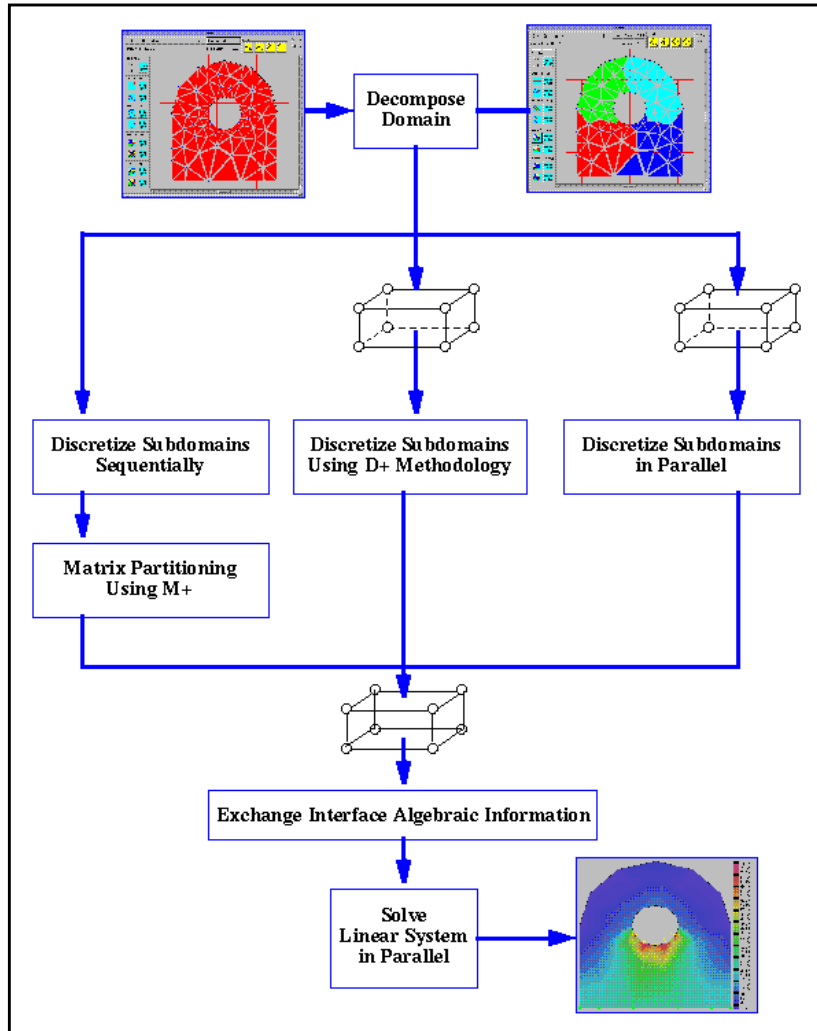 Decompose
Domain
Discretize Subdomains
Sequentially
Discretize Subdomains
Using D+ Methodology
Discretize Subdomains
in Parallel
Matrix Partitioning
Using M+
Exchange Interface Algebraic Information
Solve
Linear System
in Parallel